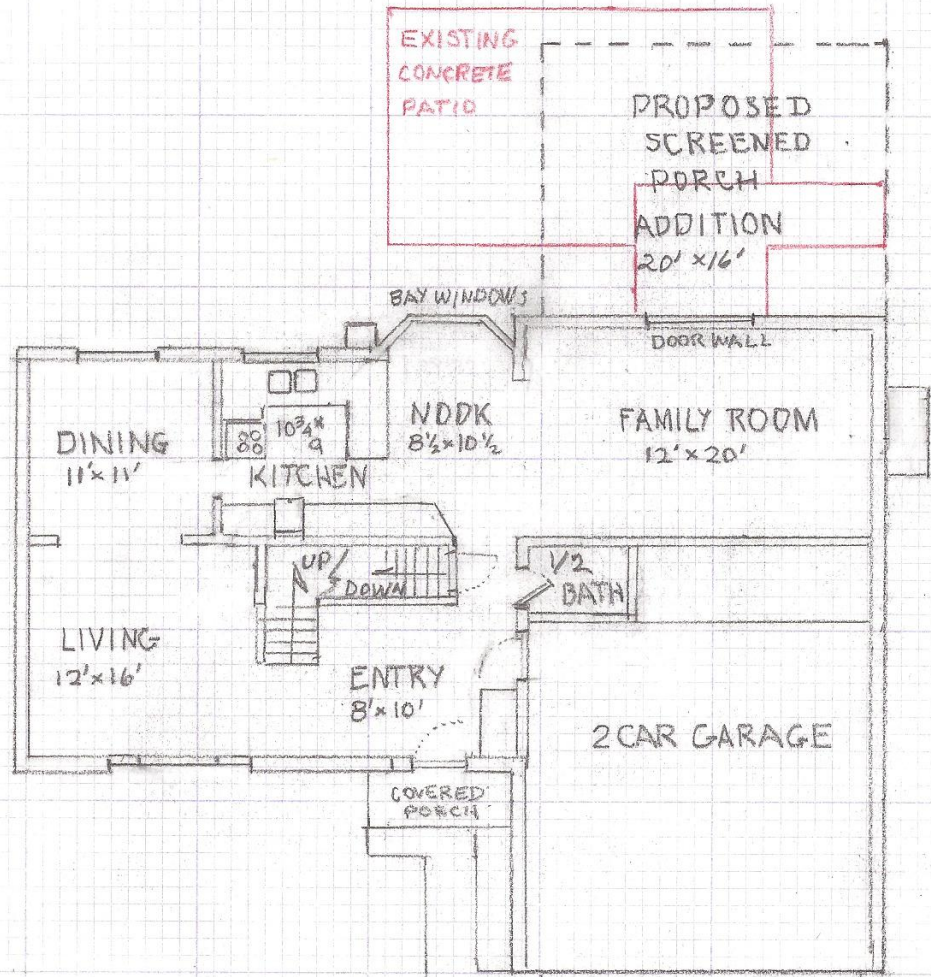 EXISTING
CONCRETE
PATIO
PROPOSED
SCREENED
PORCH
ADDITION
20' x 16'
BAY WINDOWS
DOOR WALL
DINING
11' x 11'
10¾ x
9
KITCHEN
NOOK
8½ x 10½
FAMILY ROOM
12' x 20'
UP
DOWN
1/2
BATH
LIVING
12' x 16'
ENTRY
8' x 10'
2 CAR GARAGE
COVERED
PORCH